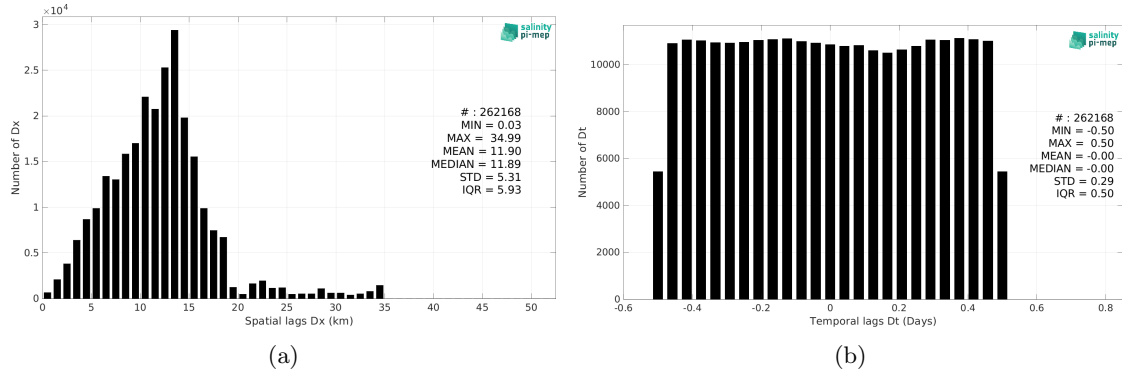 ×10⁴
3
2.5
2
1.5
1
0.5
0
Number of Dx
salinity
pi-mep
# : 262168
MIN = 0.03
MAX = 34.99
MEAN = 11.90
MEDIAN = 11.89
STD = 5.31
IQR = 5.93
0 5 10 15 20 25 30 35 40 45 50
Spatial lags Dx (km)
(a)
10000
8000
6000
4000
2000
0
Number of Dt
salinity
pi-mep
# : 262168
MIN = -0.50
MAX = 0.50
MEAN = -0.00
MEDIAN = -0.00
STD = 0.29
IQR = 0.50
-0.6 -0.4 -0.2 0 0.2 0.4 0.6 0.8
Temporal lags Dt (Days)
(b)